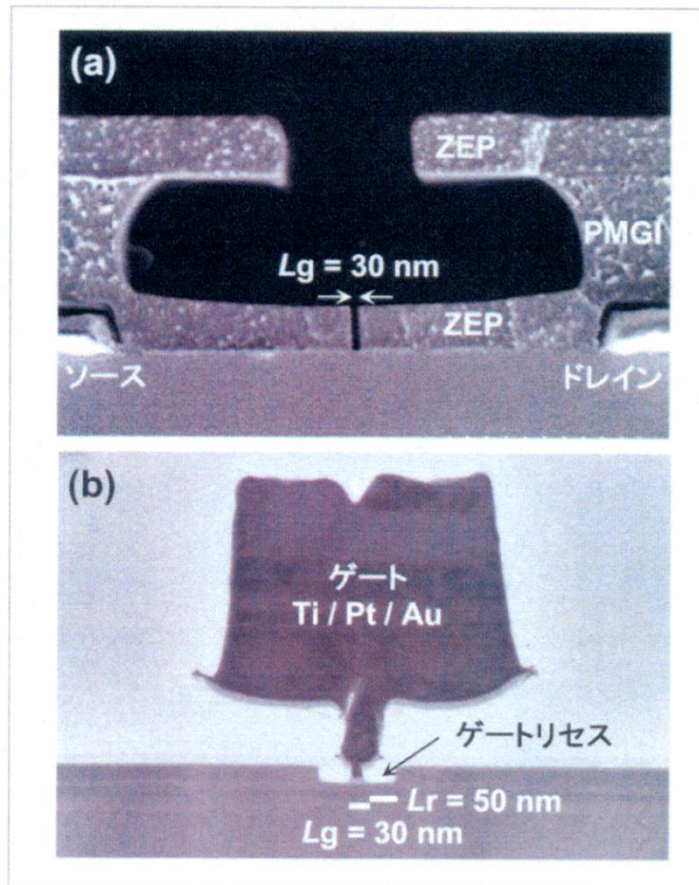 (a)
ZEP
PMGI
Lg = 30 nm
ZEP
ソース
ドレイン
(b)
ゲート
Ti / Pt / Au
ゲートリセス
Lr = 50 nm
Lg = 30 nm